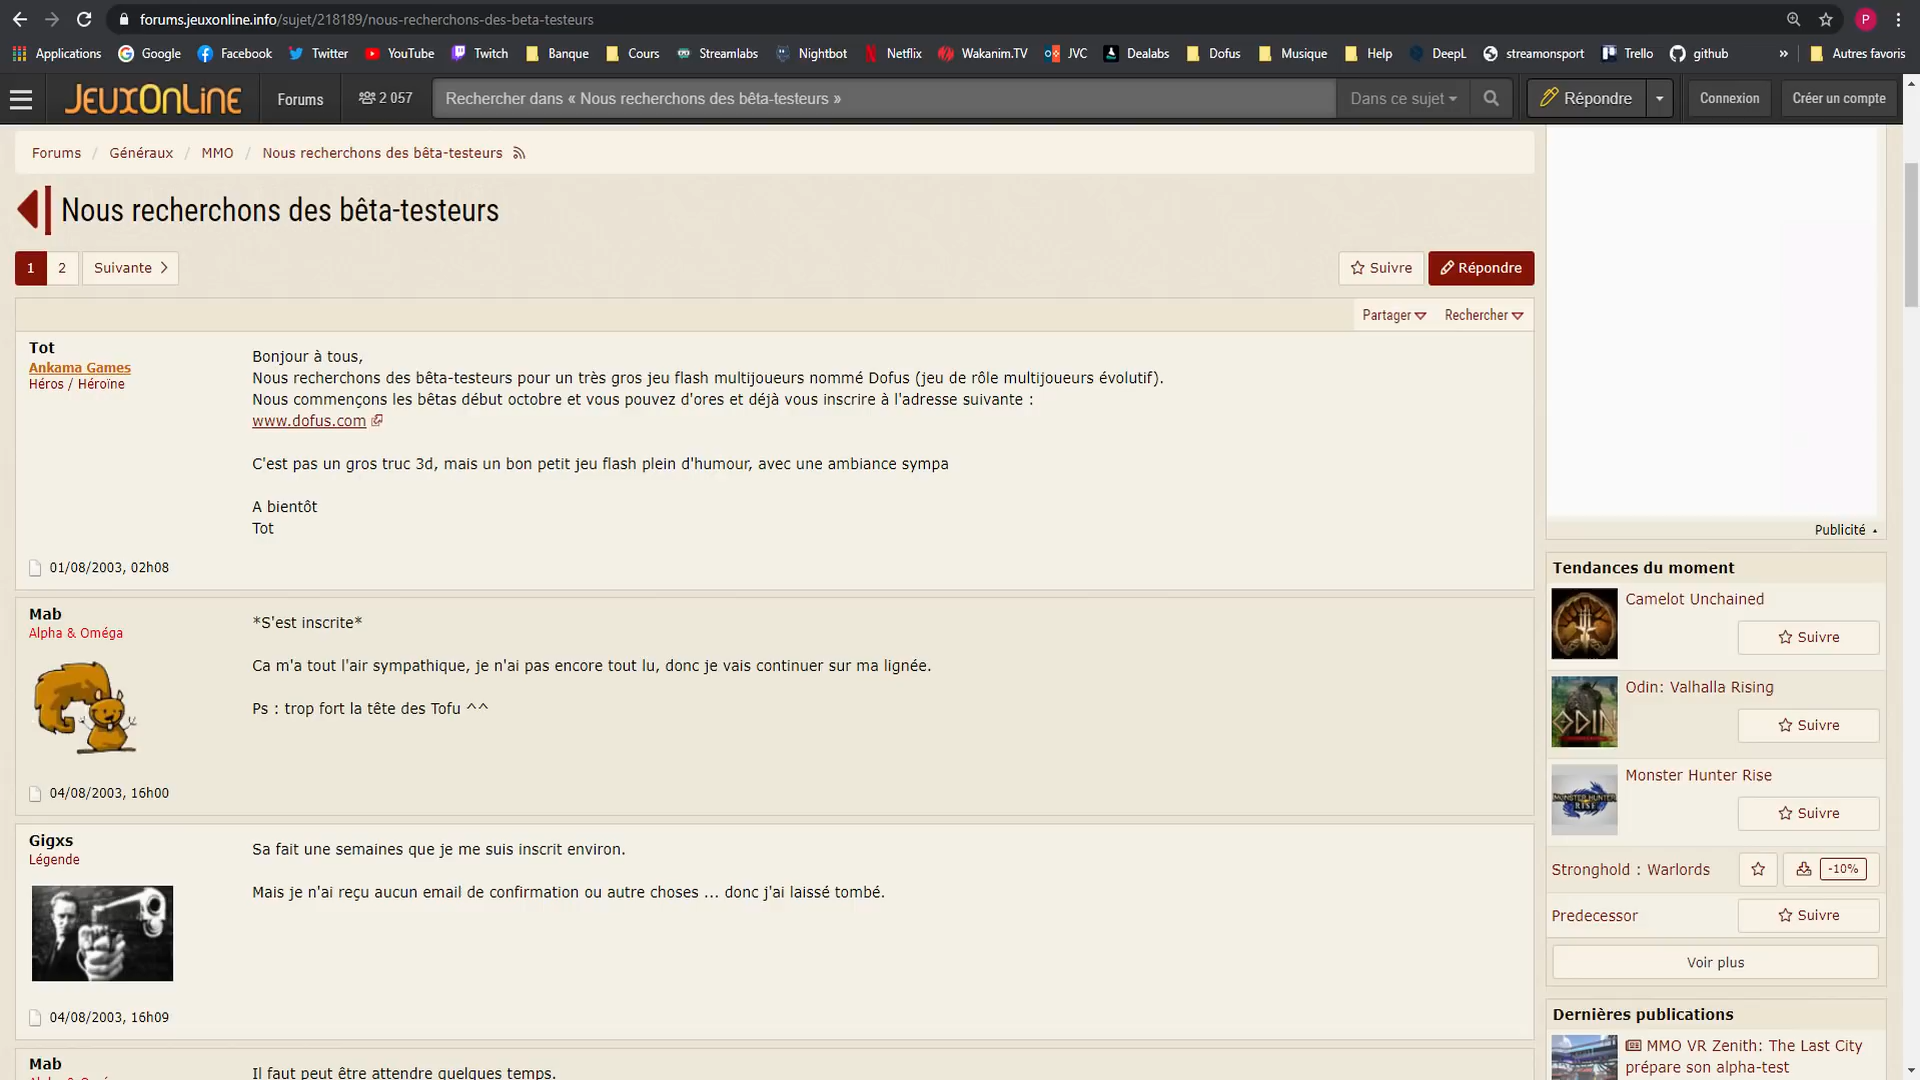 forums.jeuxonline.info/sujet/218189/nous-recherchons-des-beta-testeurs
P
Applications Google Facebook Twitter YouTube Twitch Banque Cours Streamlabs Nightbot Netflix Wakanim.TV JVC Dealabs Dofus Musique Help DeepL streamonsport Trello github » Autres favoris
JEUXONLINE Forums 2 057 Rechercher dans « Nous recherchons des bêta-testeurs » Dans ce sujet Répondre Connexion Créer un compte
Forums / Généraux / MMO / Nous recherchons des bêta-testeurs
Nous recherchons des bêta-testeurs
1 2 Suivante
Suivre Répondre
Partager Rechercher
Tot
Ankama Games
Héros / Héroïne
Bonjour à tous,
Nous recherchons des bêta-testeurs pour un très gros jeu flash multijoueurs nommé Dofus (jeu de rôle multijoueurs évolutif).
Nous commençons les bêtas début octobre et vous pouvez d'ores et déjà vous inscrire à l'adresse suivante :
www.dofus.com
C'est pas un gros truc 3d, mais un bon petit jeu flash plein d'humour, avec une ambiance sympa
A bientôt
Tot
01/08/2003, 02h08
Mab
Alpha & Oméga
*S'est inscrite*
Ca m'a tout l'air sympathique, je n'ai pas encore tout lu, donc je vais continuer sur ma lignée.
Ps : trop fort la tête des Tofu ^^
04/08/2003, 16h00
Gigxs
Légende
Sa fait une semaines que je me suis inscrit environ.
Mais je n'ai reçu aucun email de confirmation ou autre choses ... donc j'ai laissé tombé.
04/08/2003, 16h09
Mab
Il faut peut être attendre quelques temps.
Publicité
Tendances du moment
Camelot Unchained
Suivre
Odin: Valhalla Rising
ODIN
Suivre
Monster Hunter Rise
MONSTER HUNTER
RISE
Suivre
Stronghold : Warlords -10%
Predecessor Suivre
Voir plus
Dernières publications
MMO VR Zenith: The Last City
prépare son alpha-test